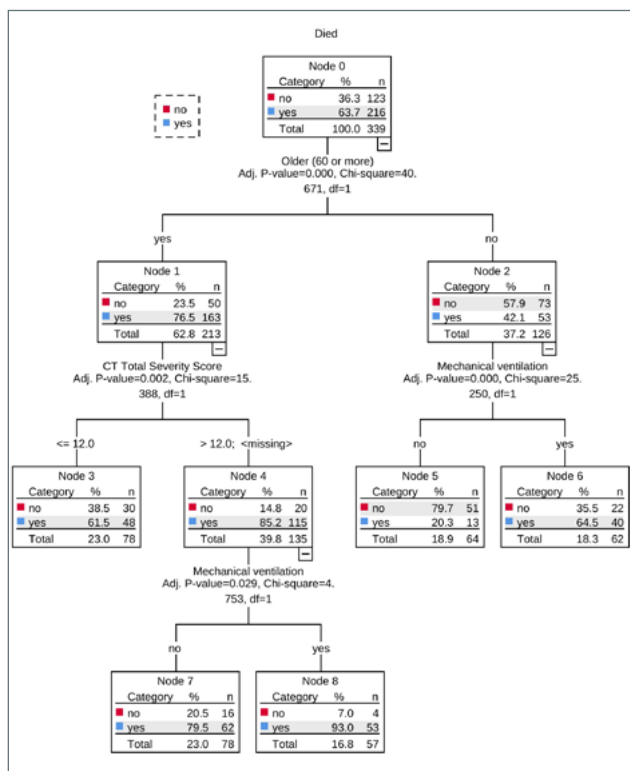 Died
no
yes
Node 0
Category % n
no 36.3 123
yes 63.7 216
Total 100.0 339
Older (60 or more)
Adj. P-value=0.000, Chi-square=40.
671, df=1
yes
no
Node 1
Category % n
no 23.5 50
yes 76.5 163
Total 62.8 213
Node 2
Category % n
no 57.9 73
yes 42.1 53
Total 37.2 126
CT Total Severity Score
Adj. P-value=0.002, Chi-square=15.
388, df=1
Mechanical ventilation
Adj. P-value=0.000, Chi-square=25.
250, df=1
<= 12.0
> 12.0; <missing>
no
yes
Node 3
Category % n
no 38.5 30
yes 61.5 48
Total 23.0 78
Node 4
Category % n
no 14.8 20
yes 85.2 115
Total 39.8 135
Node 5
Category % n
no 79.7 51
yes 20.3 13
Total 18.9 64
Node 6
Category % n
no 35.5 22
yes 64.5 40
Total 18.3 62
Mechanical ventilation
Adj. P-value=0.029, Chi-square=4.
753, df=1
no
yes
Node 7
Category % n
no 20.5 16
yes 79.5 62
Total 23.0 78
Node 8
Category % n
no 7.0 4
yes 93.0 53
Total 16.8 57